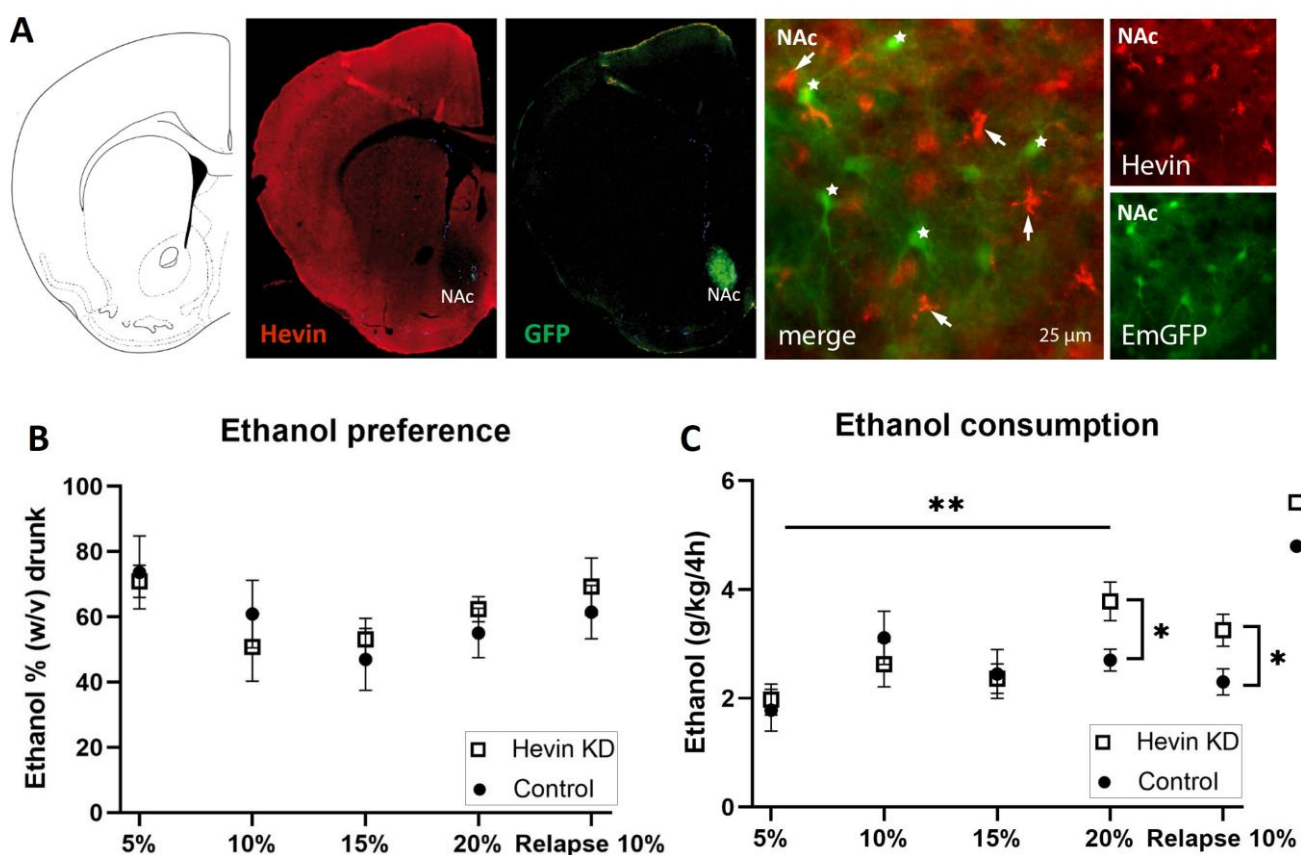 A
Hevin
NAc
GFP
NAc
NAc
merge
25 µm
NAc
Hevin
NAc
EmGFP
B
Ethanol preference
Ethanol % (w/v) drunk
100
80
60
40
20
0
5% 10% 15% 20% Relapse 10%
Hevin KD
Control
C
Ethanol consumption
Ethanol (g/kg/4h)
6
4
2
0
**
*
*
5% 10% 15% 20% Relapse 10%
Hevin KD
Control